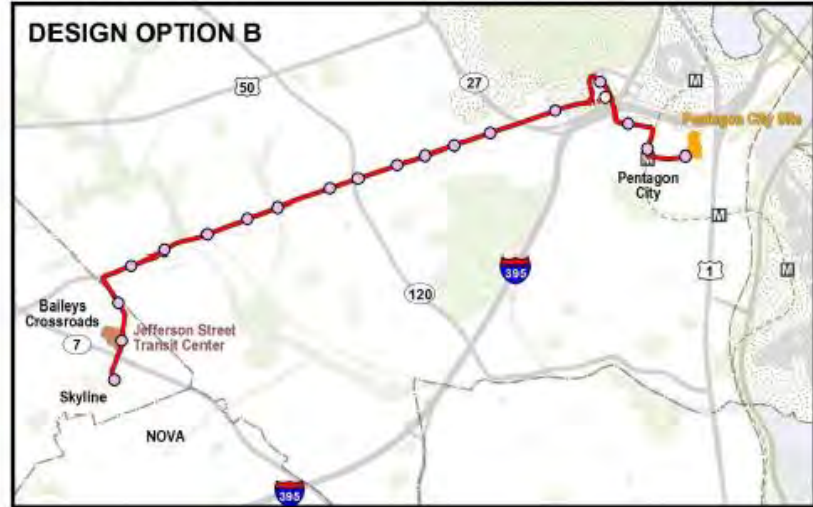 DESIGN OPTION B
50
27
M
Pentagon City Site
M
Pentagon
City
M
395
1
M
120
Baileys
Crossroads
Jefferson Street
Transit Center
7
Skyline
NOVA
395